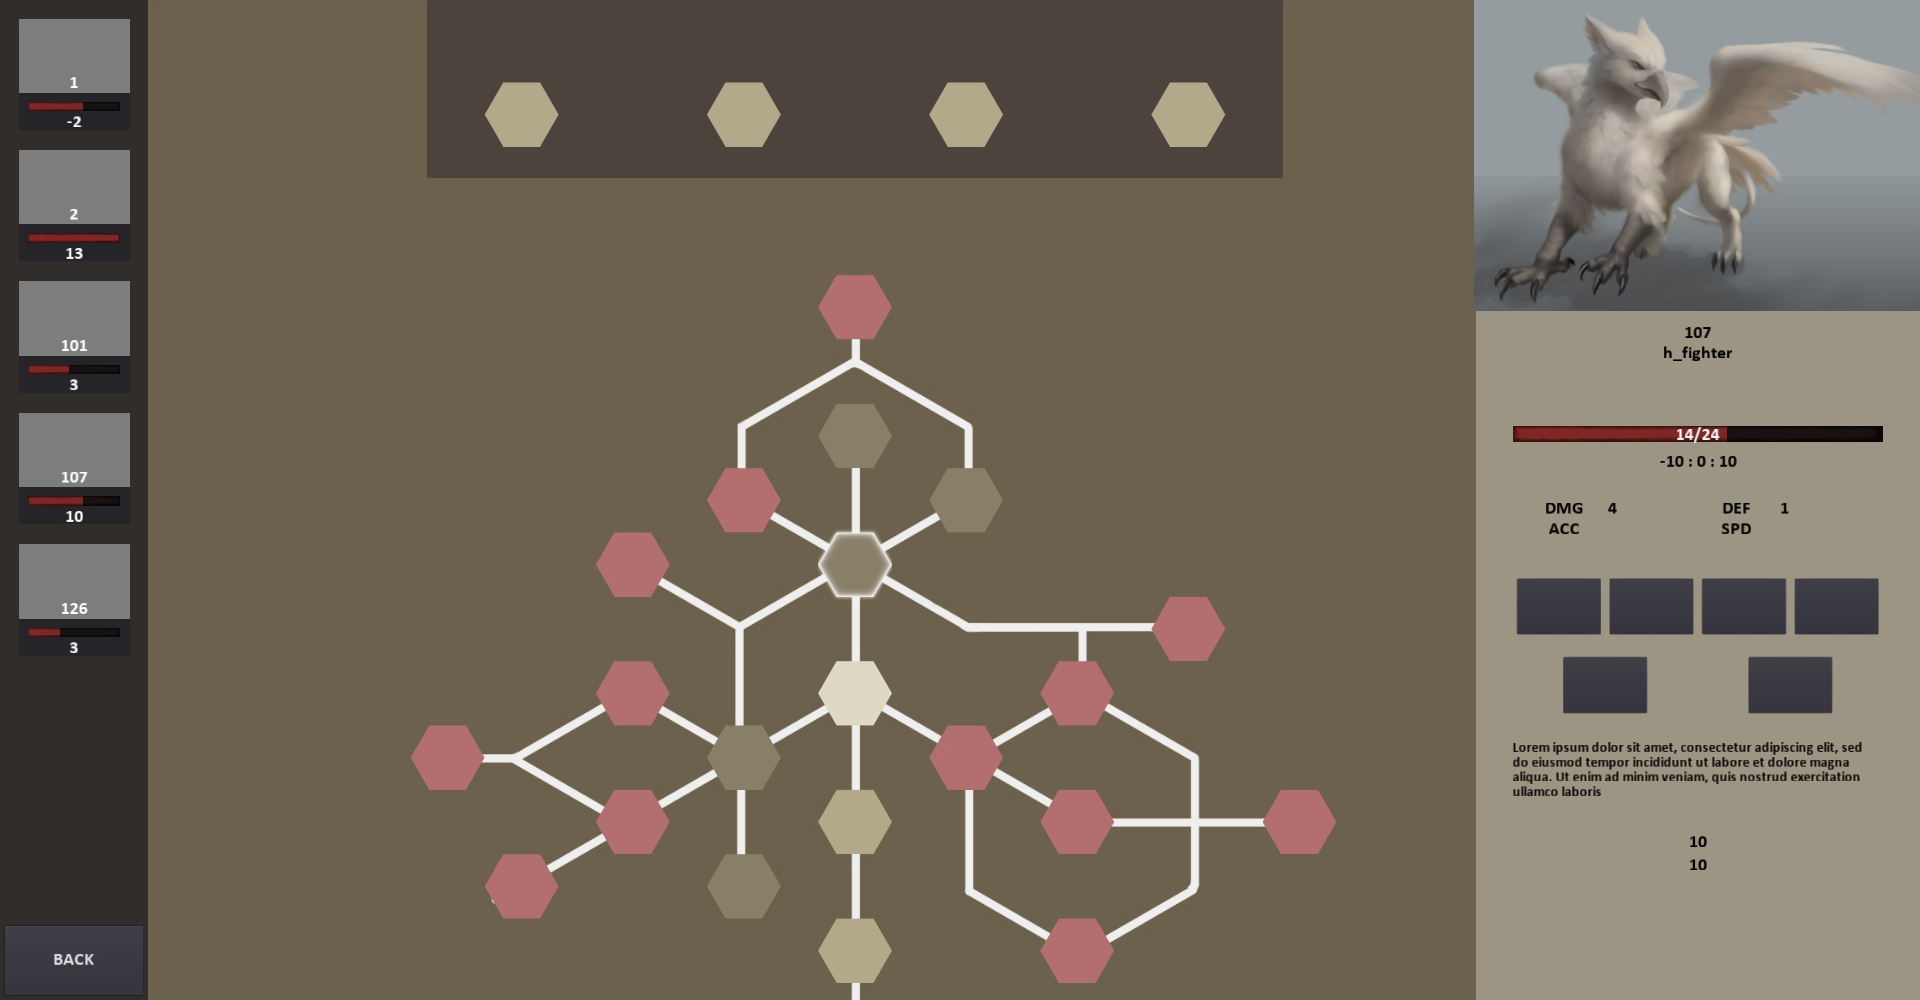 1
-2
2
13
101
3
107
10
126
3
BACK
107
h_fighter
14/24
-10 : 0 : 10
DMG 4 DEF 1
ACC SPD
Lorem ipsum dolor sit amet, consectetur adipiscing elit, sed
do eiusmod tempor incididunt ut labore et dolore magna
aliqua. Ut enim ad minim veniam, quis nostrud exercitation
ullamco laboris
10
10